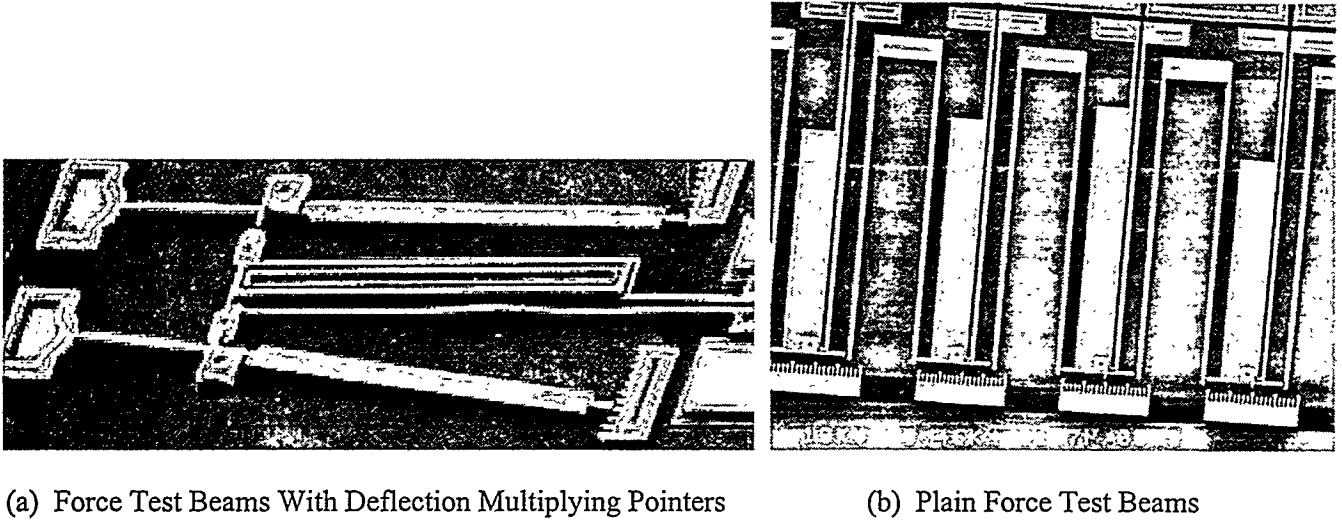 (a) Force Test Beams With Deflection Multiplying Pointers
(b) Plain Force Test Beams